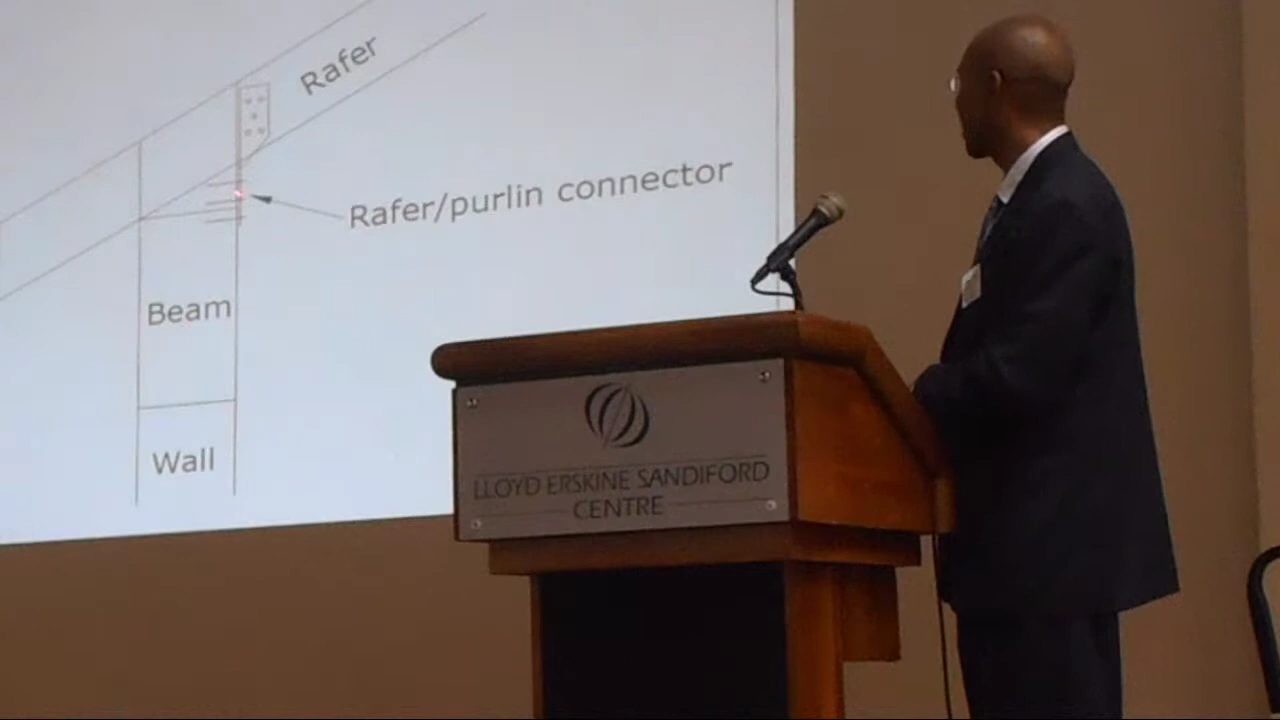 Rafer
Rafer/purlin connector
Beam
Wall
LLOYD ERSKINE SANDIFORD
CENTRE